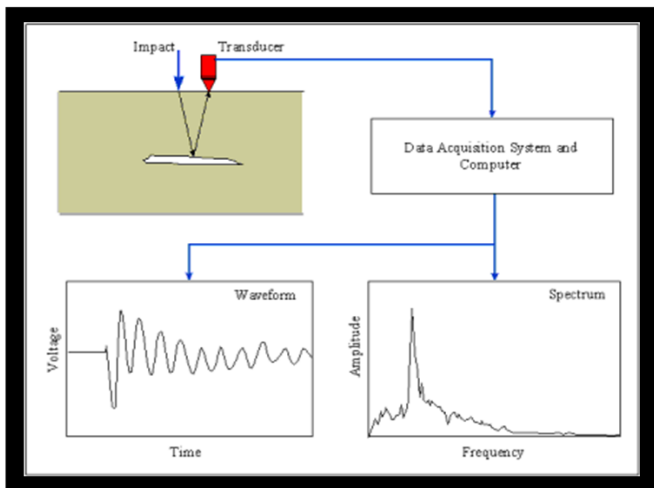 Impact
Transducer
Data Acquisition System and
Computer
Waveform
Voltage
Time
Spectrum
Amplitude
Frequency